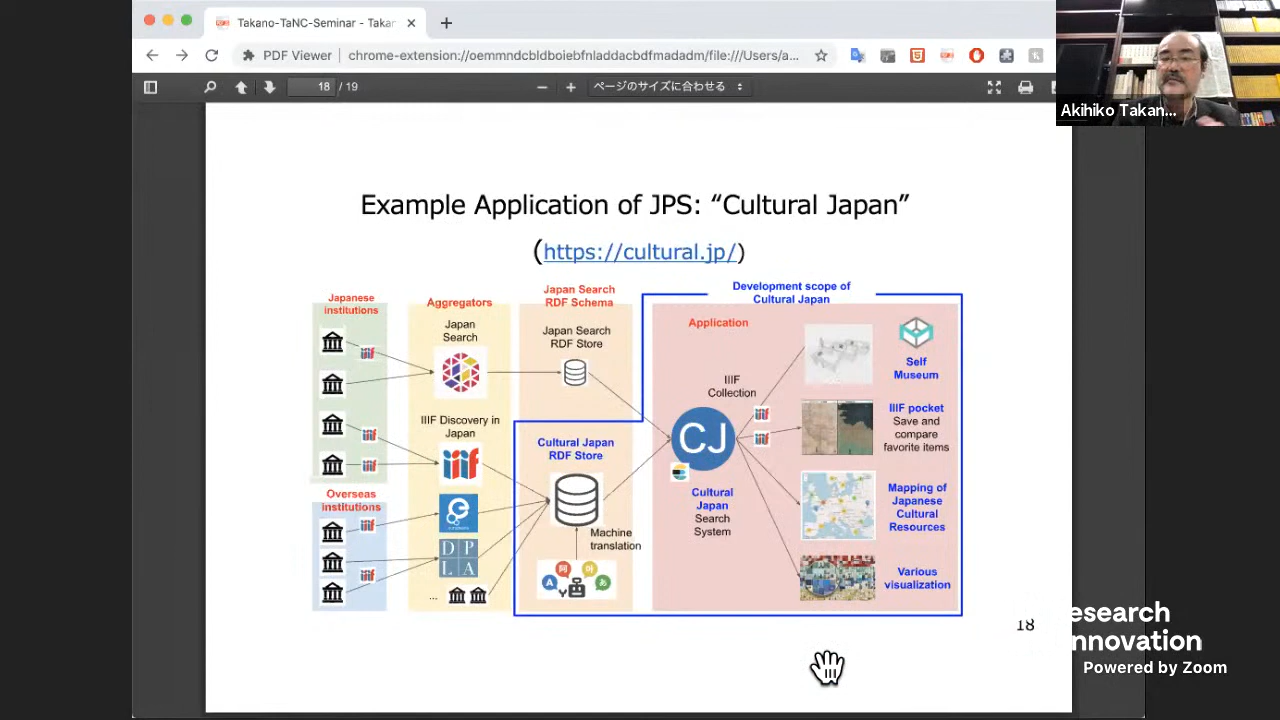 Takano-TaNC-Seminar - Takan
PDF Viewer
chrome-extension://oemmndcbldboiebfnladdacbdfmadadm/file:///Users/a...
18 / 19
ページのサイズに合わせる
Akihiko Takan...
Example Application of JPS: “Cultural Japan”
(https://cultural.jp/)
Japanese
institutions
Overseas
institutions
Aggregators
Japan
Search
IIIF Discovery in
Japan
DP
LA
...
Japan Search
RDF Schema
Japan Search
RDF Store
Cultural Japan
RDF Store
Machine
translation
A
阿
あ
Development scope of
Cultural Japan
Application
IIIF
Collection
CJ
Cultural
Japan
Search
System
Self
Museum
IIIF pocket
Save and
compare
favorite items
Mapping of
Japanese
Cultural
Resources
Various
visualization
18
esearch
nnovation
Powered by Zoom